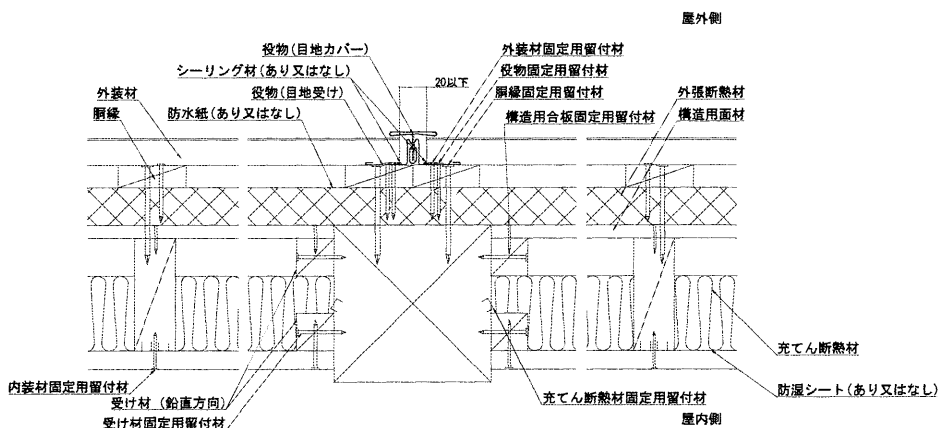 屋外側
役物(目地カバー)
シーリング材(あり又はなし)
役物(目地受け)
防水紙(あり又はなし)
外装材
胴縁
20以下
外装材固定用留付材
役物固定用留付材
胴縁固定用留付材
構造用合板固定用留付材
外張断熱材
構造用面材
充てん断熱材
防湿シート(あり又はなし)
内装材固定用留付材
受け材(鉛直方向)
受け材固定用留付材
充てん断熱材固定用留付材
屋内側